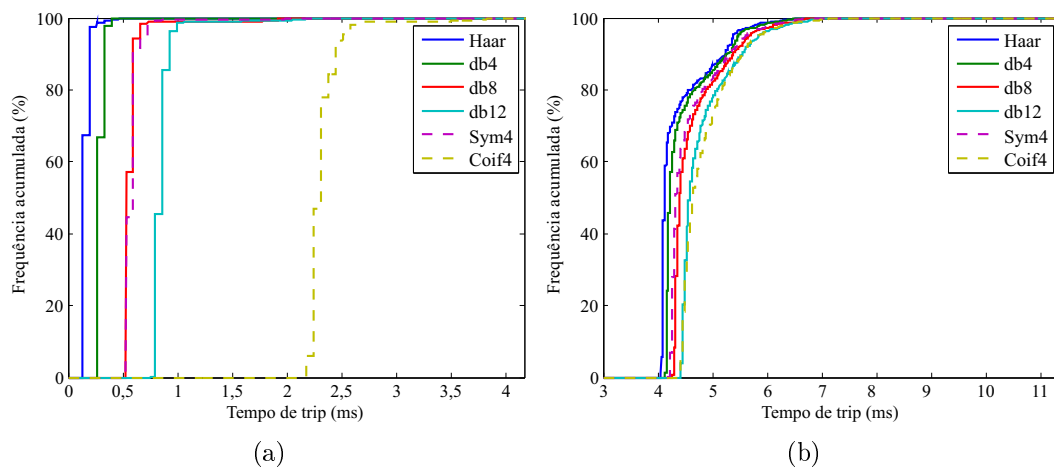 100
80
60
40
20
0
Frequência acumulada (%)
0 0,5 1 1,5 2 2,5 3 3,5 4
Tempo de trip (ms)
Haar
db4
db8
db12
Sym4
Coif4
(a)
100
80
60
40
20
0
Frequência acumulada (%)
3 4 5 6 7 8 9 10 11
Tempo de trip (ms)
Haar
db4
db8
db12
Sym4
Coif4
(b)